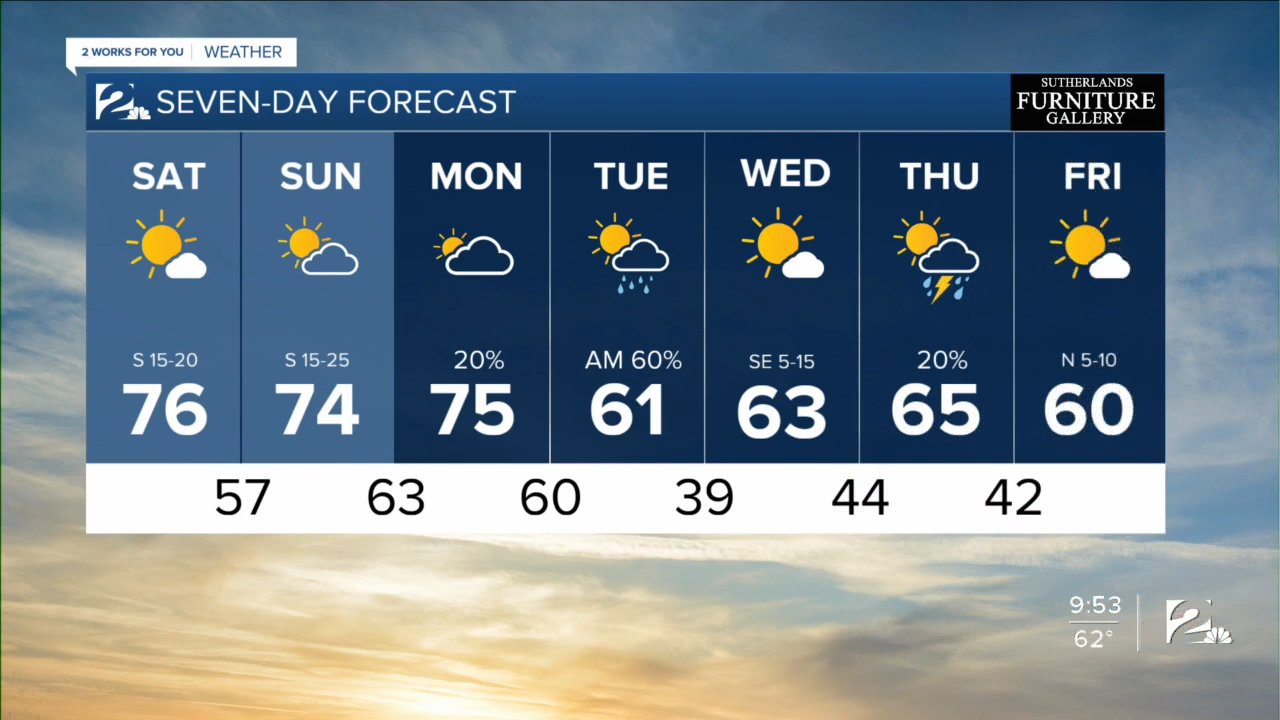 2 WORKS FOR YOU | WEATHER
2 SEVEN-DAY FORECAST
SUTHERLANDS
FURNITURE
GALLERY
SAT SUN MON TUE WED THU FRI
S 15-20 S 15-25 20% AM 60% SE 5-15 20% N 5-10
76 74 75 61 63 65 60
57 63 60 39 44 42
9:53
62°
2